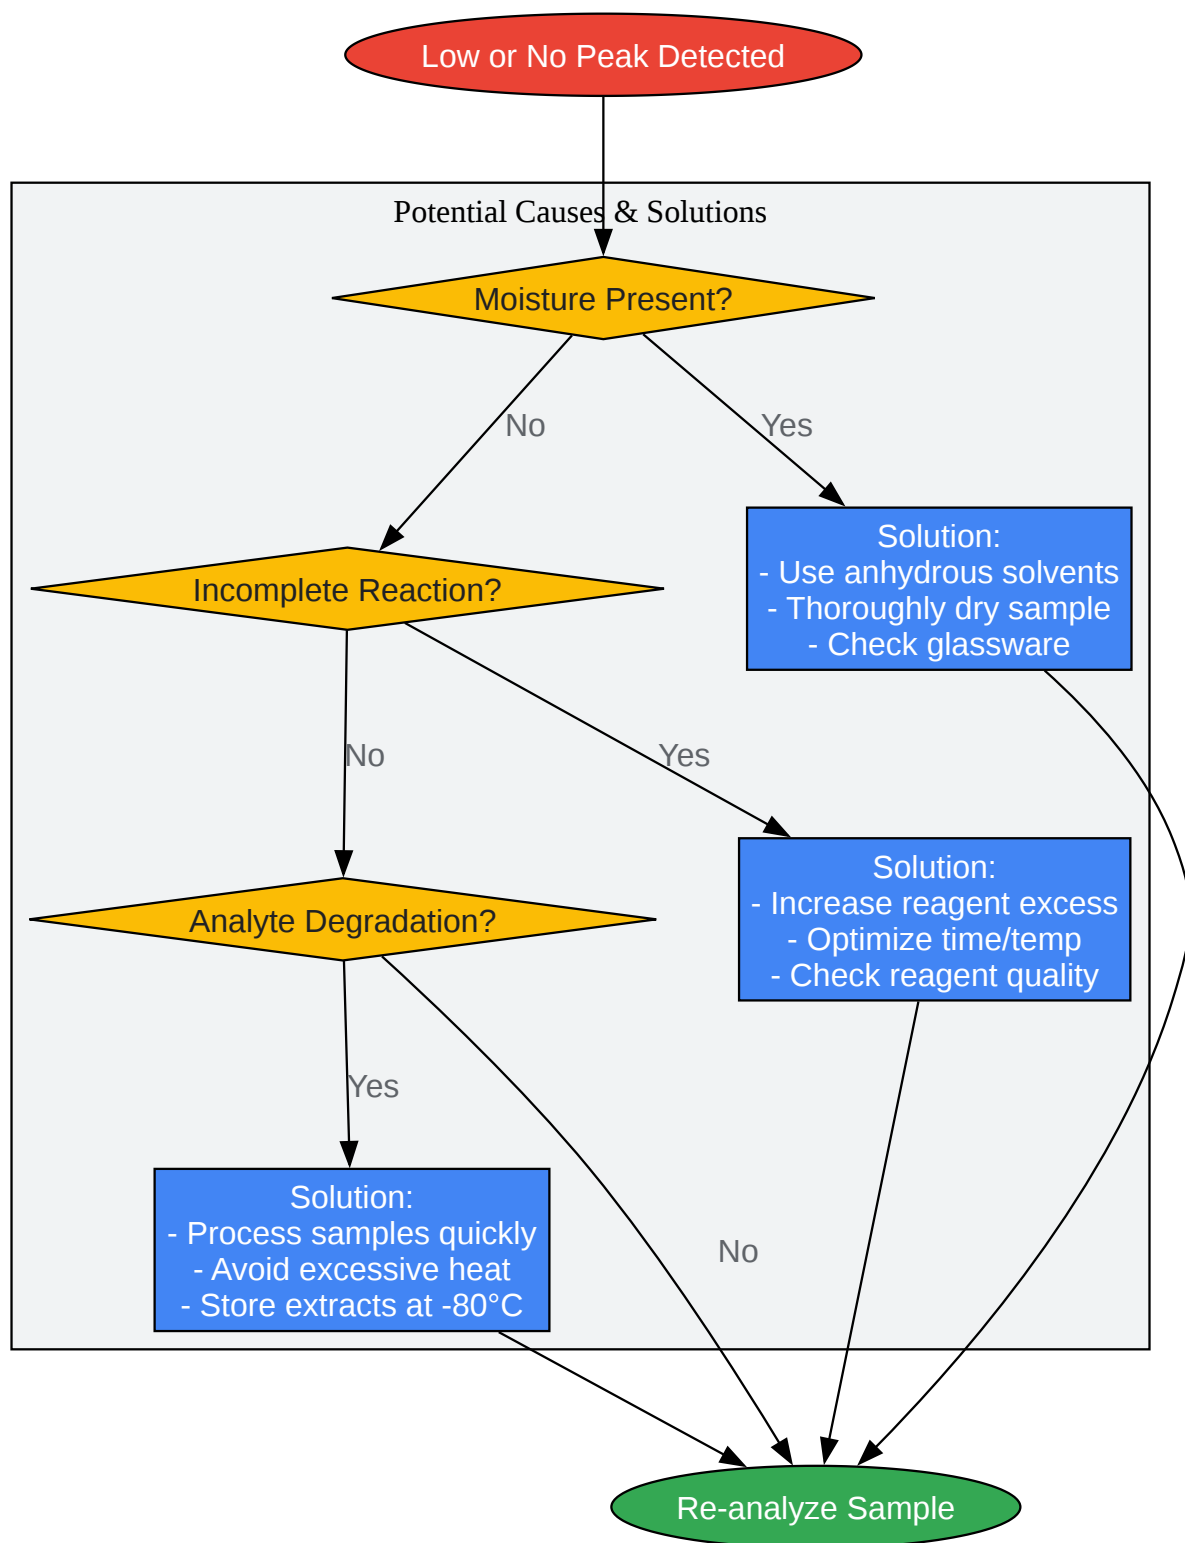 Low or No Peak Detected
Potential Causes & Solutions
Moisture Present?
No
Yes
Solution:
- Use anhydrous solvents
- Thoroughly dry sample
- Check glassware
Incomplete Reaction?
No
Yes
Solution:
- Increase reagent excess
- Optimize time/temp
- Check reagent quality
Analyte Degradation?
Yes
No
Solution:
- Process samples quickly
- Avoid excessive heat
- Store extracts at -80°C
Re-analyze Sample